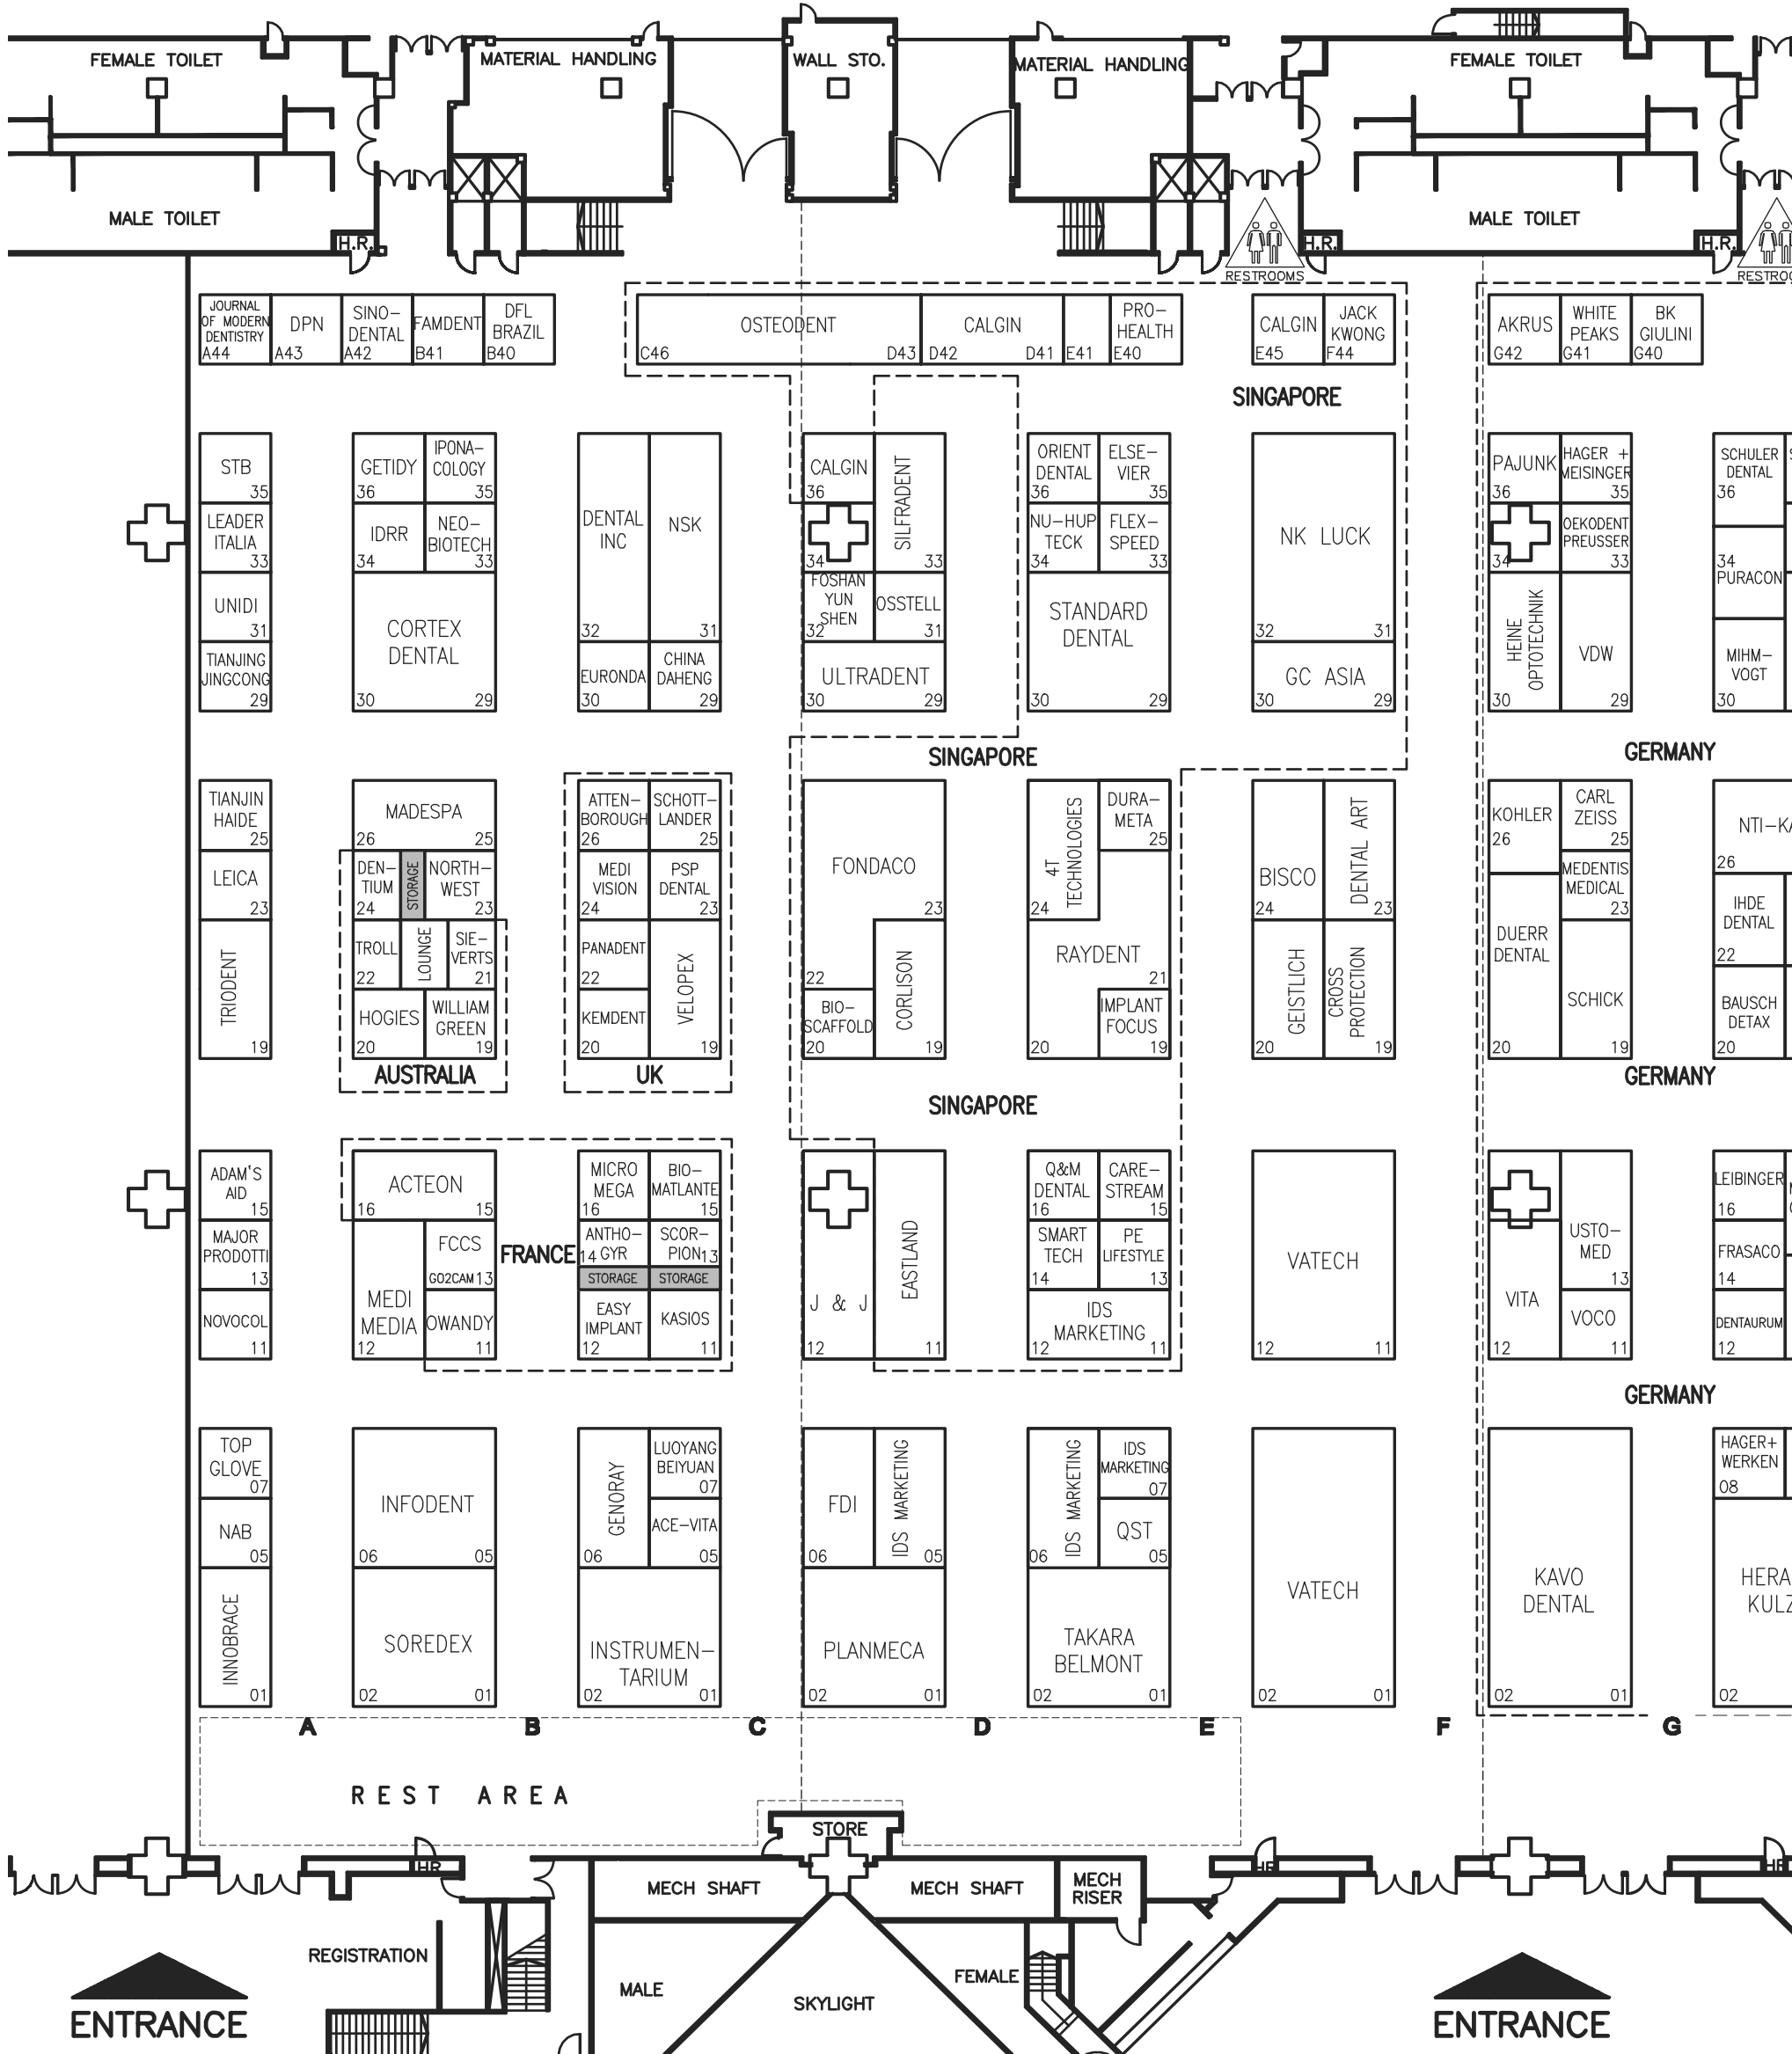 FEMALE TOILET
MATERIAL HANDLING
WALL STO.
MATERIAL HANDLING
FEMALE TOILET
MALE TOILET
MALE TOILET
H.R.
H.R.
H.R.
RESTROOMS
RESTROO
JOURNAL
OF MODERN
DENTISTRY
A44
DPN
A43
SINO-
DENTAL
A42
FAMDENT
B41
DFL
BRAZIL
B40
OSTEODENT
C46
D43
CALGIN
D42
D41
E41
PRO-
HEALTH
E40
CALGIN
E45
JACK
KWONG
F44
AKRUS
G42
WHITE
PEAKS
G41
BK
GIULINI
G40
SINGAPORE
STB
35
LEADER
ITALIA
33
UNIDI
31
TIANJING
JINGCONG
29
GETIDY
36
IPONA-
COLOGY
35
IDRR
34
NEO-
BIOTECH
33
CORTEX
DENTAL
30
29
DENTAL
INC
32
NSK
31
EURONDA
30
CHINA
DAHENG
29
CALGIN
36
34
SILFRADENT
33
FOSHAN
YUN
SHEN
32
OSSTELL
31
ULTRADENT
30
29
ORIENT
DENTAL
36
ELSE-
VIER
35
NU-HUP
TECK
34
FLEX-
SPEED
33
STANDARD
DENTAL
30
29
NK LUCK
32
31
GC ASIA
30
29
PAJUNK
36
HAGER +
MEISINGER
35
34
OEKODENT
PREUSSER
33
HEINE
OPTOTECHNIK
30
VDW
29
SCHULER
DENTAL
36
34
PURACON
MIHM-
VOGT
30
SINGAPORE
GERMANY
TIANJIN
HAIDE
25
LEICA
23
TRIODENT
19
MADESPA
26
25
DEN-
TIUM
24
STORAGE
NORTH-
WEST
23
TROLL
22
LOUNGE
SIE-
VERTS
21
HOGIES
20
WILLIAM
GREEN
19
AUSTRALIA
ATTEN-
BOROUGH
26
SCHOTT-
LANDER
25
MEDI
VISION
24
PSP
DENTAL
23
PANADENT
22
VELOPEX
19
KEMDENT
20
UK
FONDACO
23
22
BIO-
SCAFFOLD
20
CORLISON
19
4T
TECHNOLOGIES
24
DURA-
META
25
RAYDENT
21
20
IMPLANT
FOCUS
19
BISCO
24
DENTAL ART
23
GEISTLICH
20
CROSS
PROTECTION
19
KOHLER
26
CARL
ZEISS
25
MEDENTIS
MEDICAL
23
DUERR
DENTAL
20
SCHICK
19
NTI-KA
26
IHDE
DENTAL
22
BAUSCH
DETAX
20
GERMANY
SINGAPORE
ADAM'S
AID
15
MAJOR
PRODOTTI
13
NOVOCOL
11
ACTEON
16
15
FCCS
GO2CAM 13
MEDI
MEDIA
12
OWANDY
11
FRANCE
MICRO
MEGA
16
BIO-
MATLANTE
15
ANTHO-
GYR
14
SCOR-
PION
13
STORAGE
STORAGE
EASY
IMPLANT
12
KASIOS
11
J & J
12
EASTLAND
11
Q&M
DENTAL
16
CARE-
STREAM
15
SMART
TECH
14
PE
LIFESTYLE
13
IDS
MARKETING
12
11
VATECH
12
11
VITA
12
USTO-
MED
13
VOCO
11
LEIBINGER
16
FRASACO
14
DENTAURUM
12
GERMANY
TOP
GLOVE
07
NAB
05
INNOBRACE
01
INFODENT
06
05
SOREDEX
02
01
GENORAY
06
LUOYANG
BEIYUAN
07
ACE-VITA
05
INSTRUMEN-
TARIUM
02
01
FDI
06
IDS MARKETING
05
PLANMECA
02
01
IDS MARKETING
06
IDS
MARKETING
07
QST
05
TAKARA
BELMONT
02
01
VATECH
02
01
KAVO
DENTAL
02
01
HAGER+
WERKEN
08
HERA
KULZ
02
A
B
C
D
E
F
G
REST AREA
STORE
HR
HR
HR
MECH SHAFT
MECH SHAFT
MECH
RISER
REGISTRATION
MALE
SKYLIGHT
FEMALE
ENTRANCE
ENTRANCE